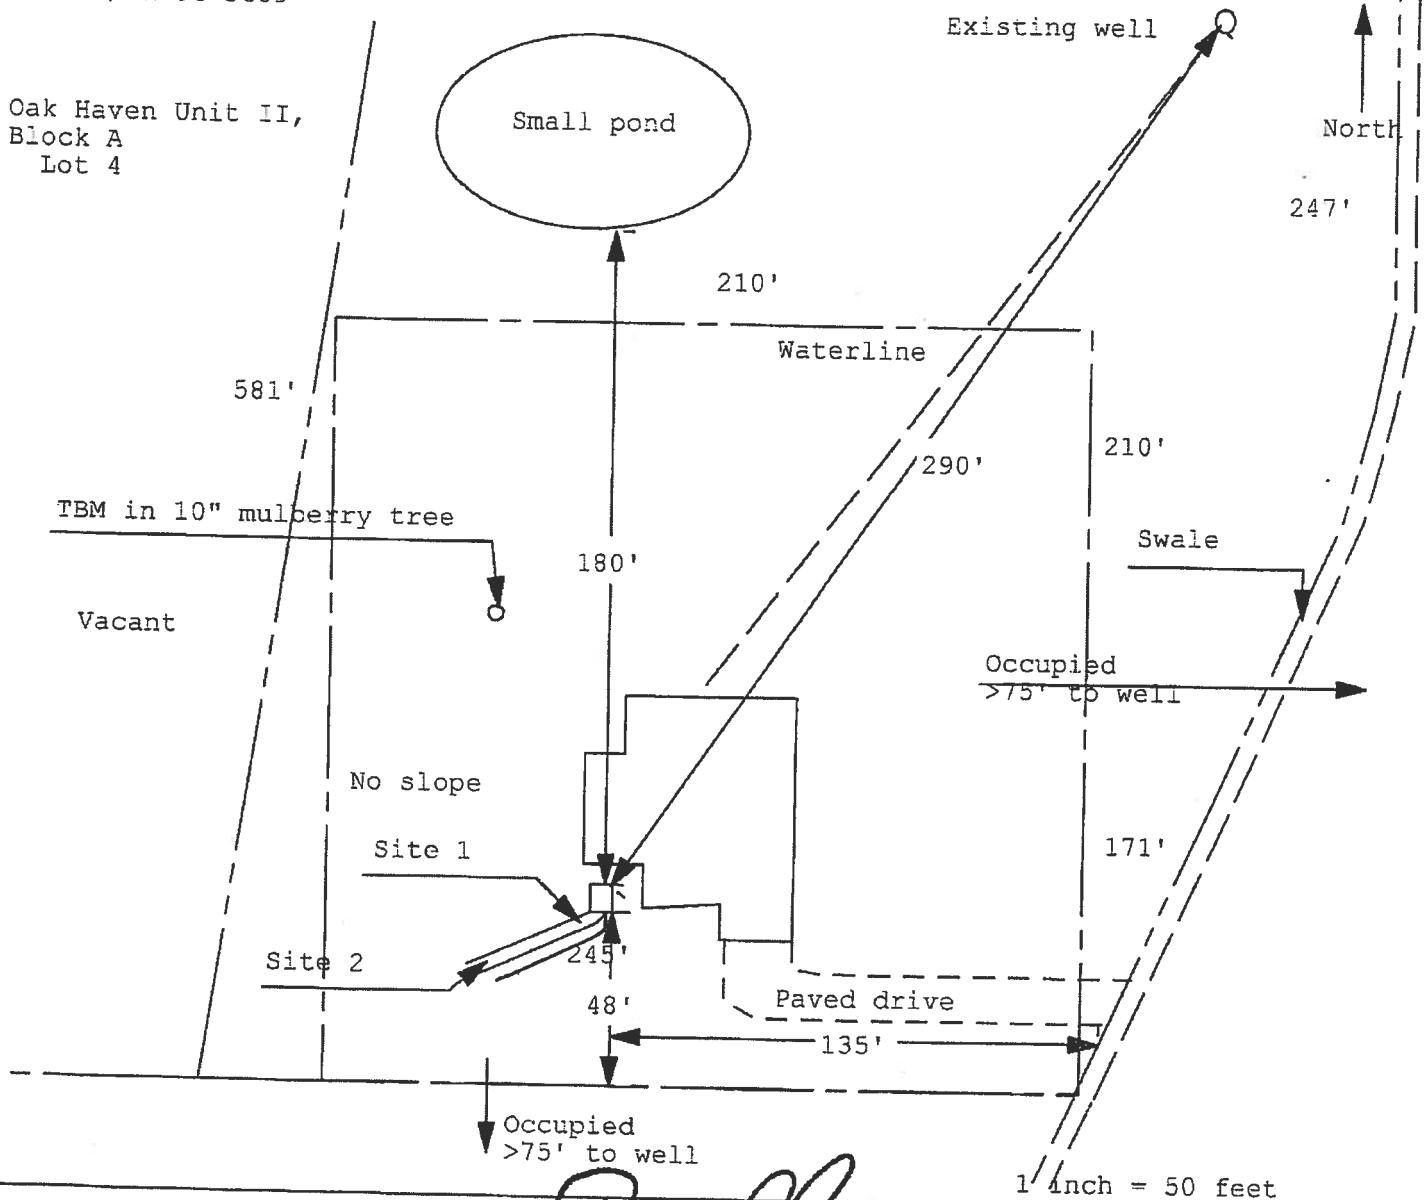 Existing well
North
Oak Haven Unit II,
Block A
Lot 4
Small pond
247'
210'
Waterline
581'
210'
290'
TBM in 10" mulberry tree
Swale
180'
Vacant
Occupied
>75' to well
No slope
Site 1
171'
Site 2
245'
48'
Paved drive
135'
Occupied
>75' to well
1 inch = 50 feet